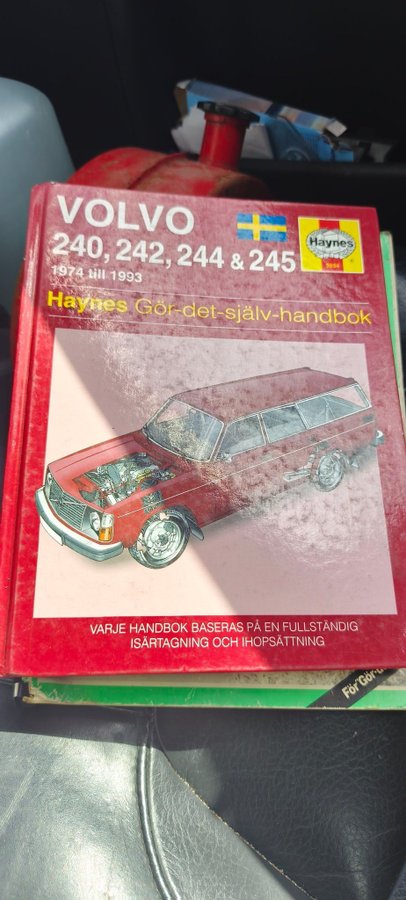 VOLVO
240, 242, 244 & 245
1974 till 1993
Haynes
Haynes Gör-det-själv-handbok
VARJE HANDBOK BASERAS PÅ EN FULLSTÄNDIG
ISÄRTAGNING OCH IHOPSÄTTNING